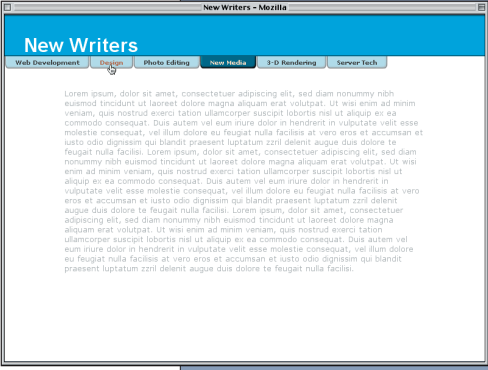 New Writers – Mozilla
New Writers
Web Development Design Photo Editing New Media 3-D Rendering Server Tech
Lorem ipsum, dolor sit amet, consectetuer adipiscing elit, sed diam nonummy nibh
euismod tincidunt ut laoreet dolore magna aliquam erat volutpat. Ut wisi enim ad minim
veniam, quis nostrud exerci tation ullamcorper suscipit lobortis nisl ut aliquip ex ea
commodo consequat. Duis autem vel eum iriure dolor in hendrerit in vulputate velit esse
molestie consequat, vel illum dolore eu feugiat nulla facilisis at vero eros et accumsan et
iusto odio dignissim qui blandit praesent luptatum zzril delenit augue duis dolore te
feugait nulla facilisi. Lorem ipsum, dolor sit amet, consectetuer adipiscing elit, sed diam
nonummy nibh euismod tincidunt ut laoreet dolore magna aliquam erat volutpat. Ut wisi
enim ad minim veniam, quis nostrud exerci tation ullamcorper suscipit lobortis nisl ut
aliquip ex ea commodo consequat. Duis autem vel eum iriure dolor in hendrerit in
vulputate velit esse molestie consequat, vel illum dolore eu feugiat nulla facilisis at vero
eros et accumsan et iusto odio dignissim qui blandit praesent luptatum zzril delenit
augue duis dolore te feugait nulla facilisi. Lorem ipsum, dolor sit amet, consectetuer
adipiscing elit, sed diam nonummy nibh euismod tincidunt ut laoreet dolore magna
aliquam erat volutpat. Ut wisi enim ad minim veniam, quis nostrud exerci tation
ullamcorper suscipit lobortis nisl ut aliquip ex ea commodo consequat. Duis autem vel
eum iriure dolor in hendrerit in vulputate velit esse molestie consequat, vel illum dolore
eu feugiat nulla facilisis at vero eros et accumsan et iusto odio dignissim qui blandit
praesent luptatum zzril delenit augue duis dolore te feugait nulla facilisi.